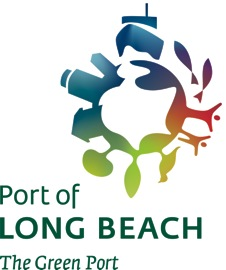 Port of
LONG BEACH
The Green Port